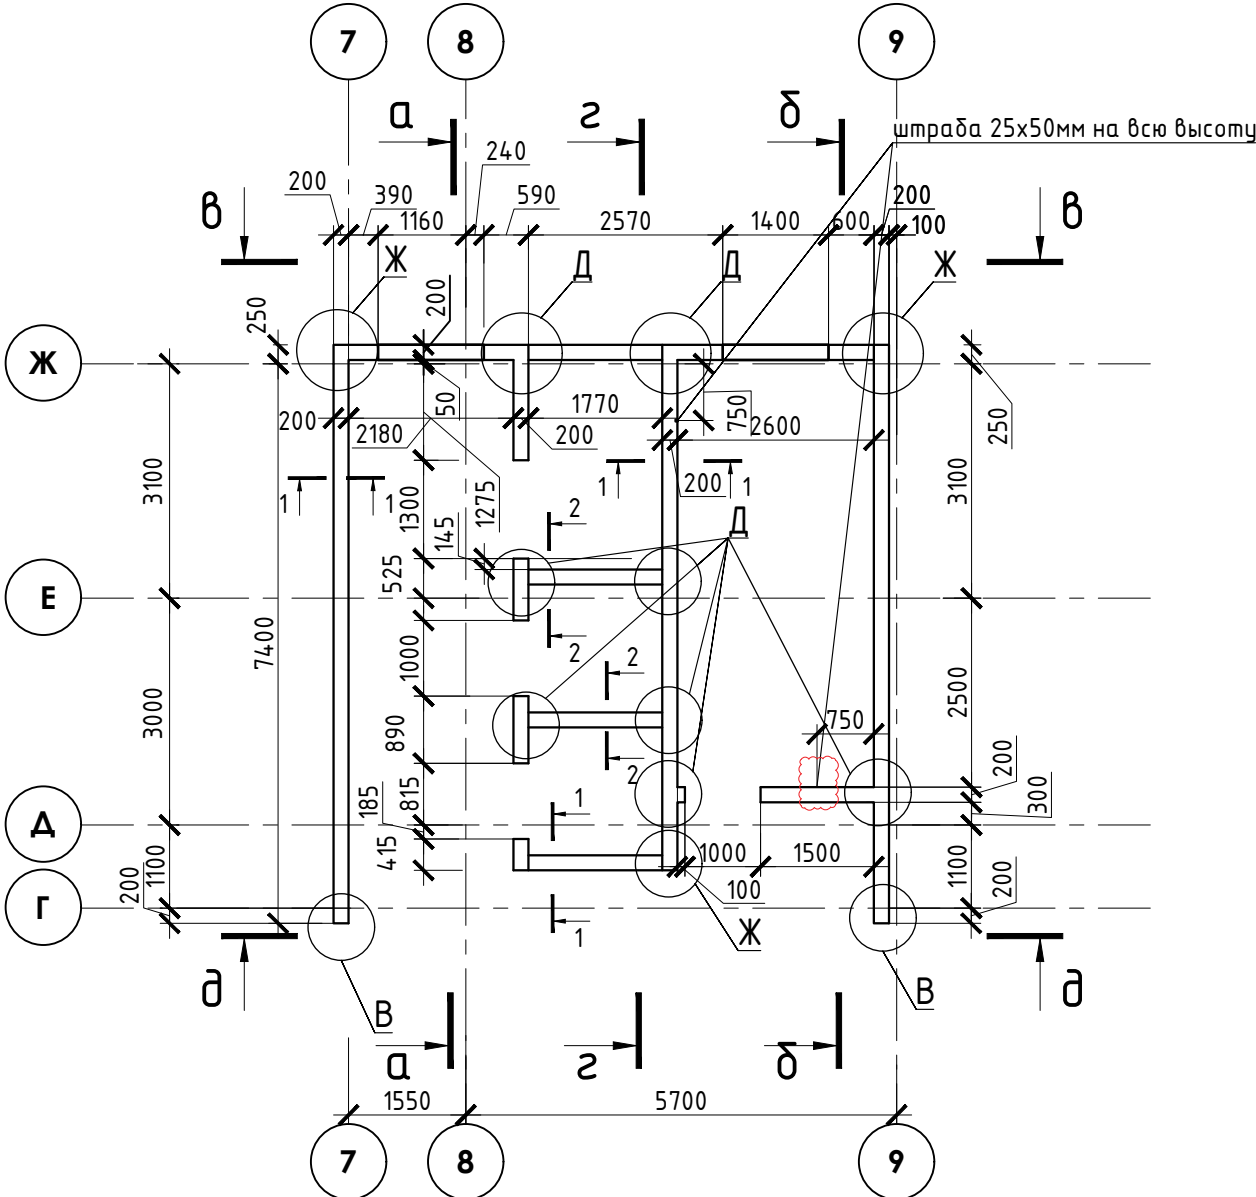 7
8
9
а
г
б
штраба 25х50мм на всю высоту
240
200
390
590
200
в
1160
2570
1400
600
100
в
Ж
Д
Д
Ж
250
200
Ж
50
1770
750
250
200
2180
200
2600
3100
1300
1275
200
3100
1
1
1
1
145
2
Д
525
Е
7400
1000
2
2
3000
890
2
750
2500
200
300
185
815
1
Д
415
1000
1500
1100
200
100
1100
200
Г
1
Ж
д
В
В
д
а
г
б
1550
5700
7
8
9